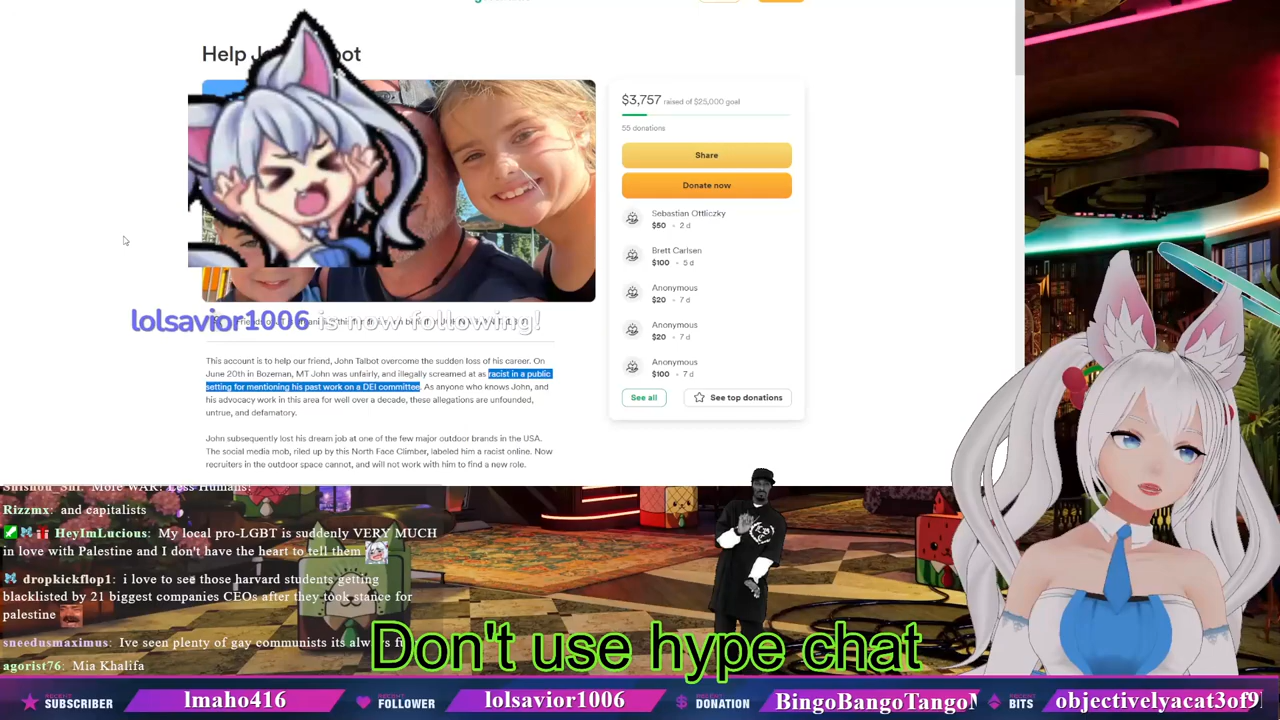 Help
$3,757 raised of $25,000 goal
55 donations
Share
Donate now
Sebastian Ottliczky
$50 • 2 d
Brett Carlsen
$100 • 5 d
Anonymous
$20 • 7 d
Anonymous
$20 • 7 d
Anonymous
$100 • 7 d
See all
See top donations
lolsavior1006 is now following!
This account is to help our friend, John Talbot overcome the sudden loss of his career. On
June 20th in Bozeman, MT John was unfairly, and illegally screamed at as racist in a public
setting for mentioning his past work on a DEI committee. As anyone who knows John, and
his advocacy work in this area for well over a decade, these allegations are unfounded,
untrue, and defamatory.
John subsequently lost his dream job at one of the few major outdoor brands in the USA.
The social media mob, riled up by this North Face Climber, labeled him a racist online. Now
recruiters in the outdoor space cannot, and will not work with him to find a new role.
More WAR! Less Humans!
Rizzmx: and capitalists
HeyImLucious: My local pro-LGBT is suddenly VERY MUCH
in love with Palestine and I don't have the heart to tell them
dropkickflop1: i love to see those harvard students getting
blacklisted by 21 biggest companies CEOs after they took stance for
palestine
sneedusmaximus: Ive seen plenty of gay communists its always
agorist76: Mia Khalifa
Don't use hype chat
RECENT SUBSCRIBER lmaho416
RECENT FOLLOWER lolsavior1006
RECENT DONATION BingoBangoTango
RECENT BITS objectivelyacat3of9